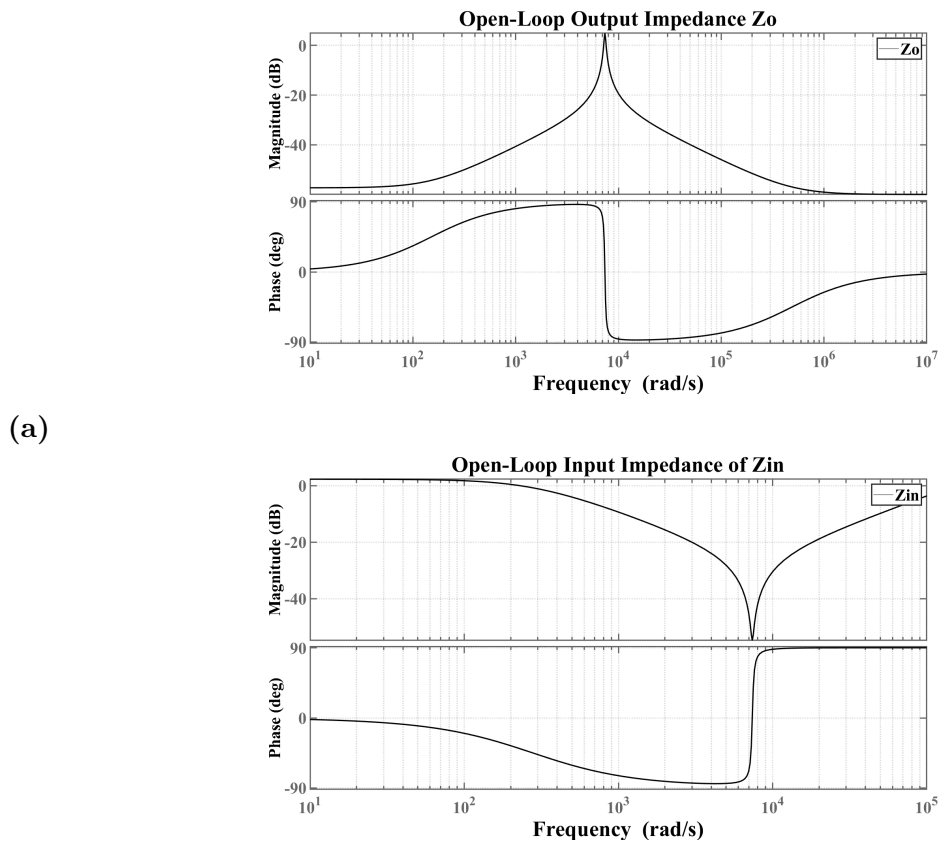 Open-Loop Output Impedance Zo
Zo
Magnitude (dB)
0
-20
-40
Phase (deg)
90
0
-90
10^1 10^2 10^3 10^4 10^5 10^6 10^7
Frequency (rad/s)
(a)
Open-Loop Input Impedance of Zin
Zin
Magnitude (dB)
0
-20
-40
Phase (deg)
90
0
-90
10^1 10^2 10^3 10^4 10^5
Frequency (rad/s)